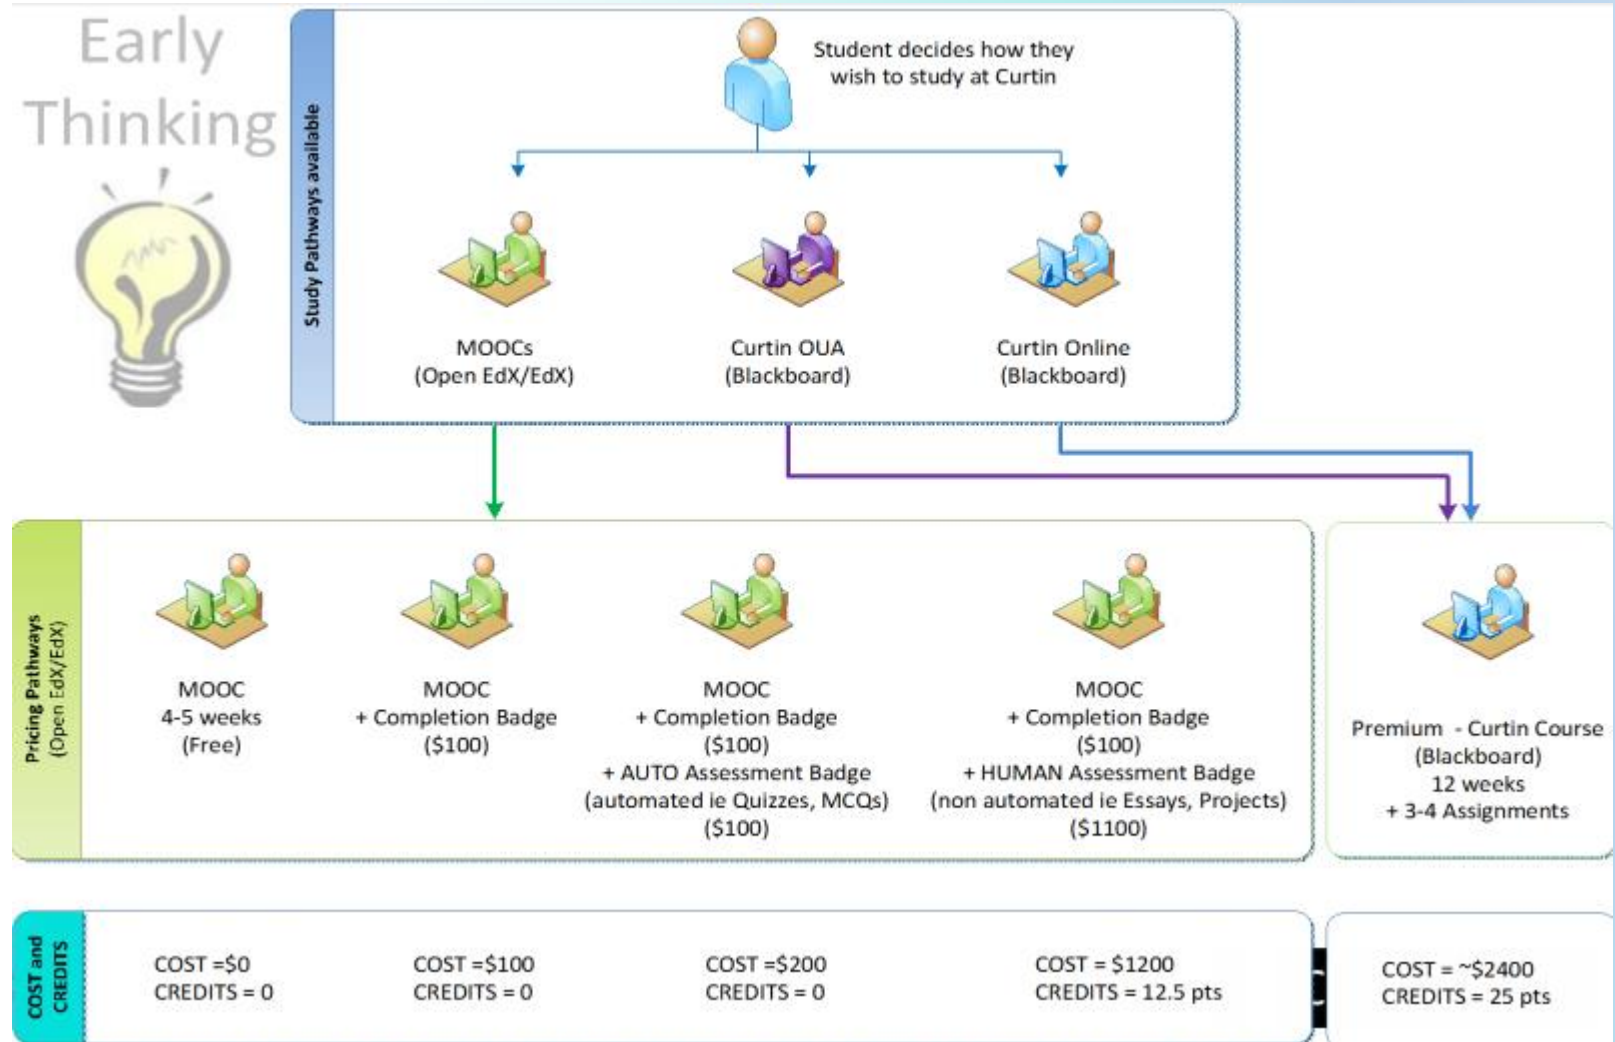 Early
Thinking
Study Pathways available
Student decides how they
wish to study at Curtin
MOOCs
(Open EdX/EdX)
Curtin OUA
(Blackboard)
Curtin Online
(Blackboard)
Pricing Pathways
(Open EdX/EdX)
MOOC
4-5 weeks
(Free)
MOOC
+ Completion Badge
($100)
MOOC
+ Completion Badge
($100)
+ AUTO Assessment Badge
(automated ie Quizzes, MCQs)
($100)
MOOC
+ Completion Badge
($100)
+ HUMAN Assessment Badge
(non automated ie Essays, Projects)
($1100)
Premium - Curtin Course
(Blackboard)
12 weeks
+ 3-4 Assignments
COST and
CREDITS
COST =$0
CREDITS = 0
COST =$100
CREDITS = 0
COST =$200
CREDITS = 0
COST = $1200
CREDITS = 12.5 pts
COST = ~$2400
CREDITS = 25 pts